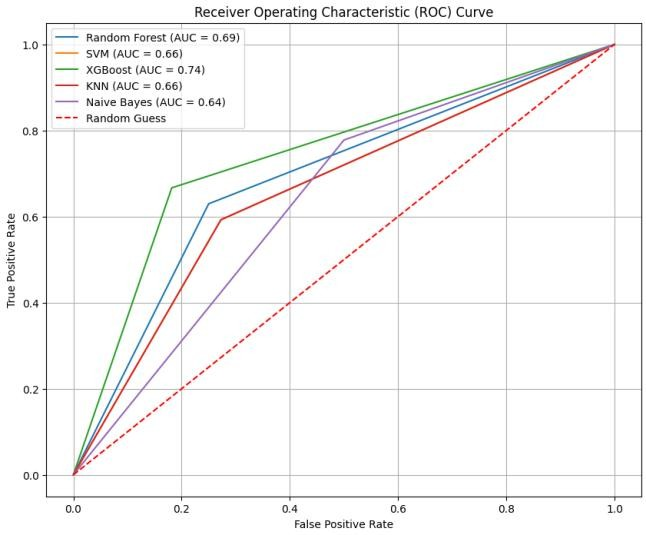 Receiver Operating Characteristic (ROC) Curve
Random Forest (AUC = 0.69)
SVM (AUC = 0.66)
XGBoost (AUC = 0.74)
KNN (AUC = 0.66)
Naive Bayes (AUC = 0.64)
Random Guess
1.0
0.8
0.6
0.4
0.2
0.0
True Positive Rate
0.0 0.2 0.4 0.6 0.8 1.0
False Positive Rate